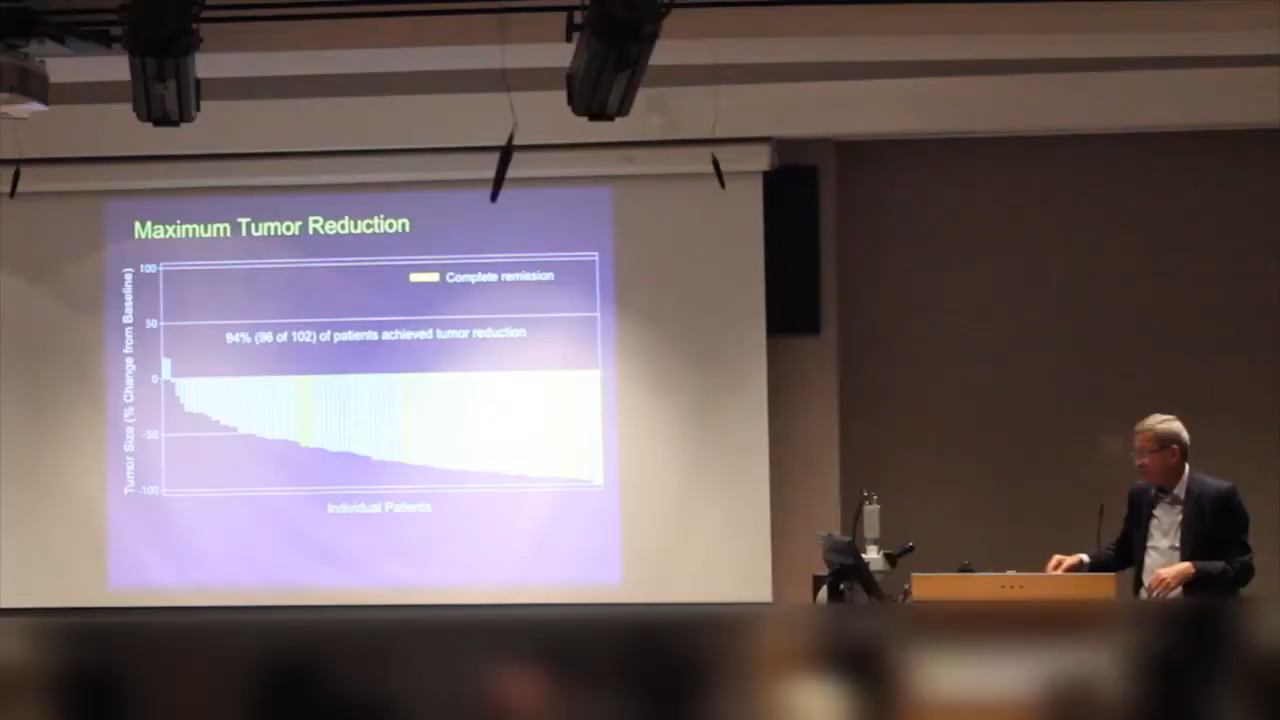 Maximum Tumor Reduction
100
Complete remission
50
94% (96 of 102) of patients achieved tumor reduction
0
-50
-100
Tumor Size (% Change from Baseline)
Individual Patients